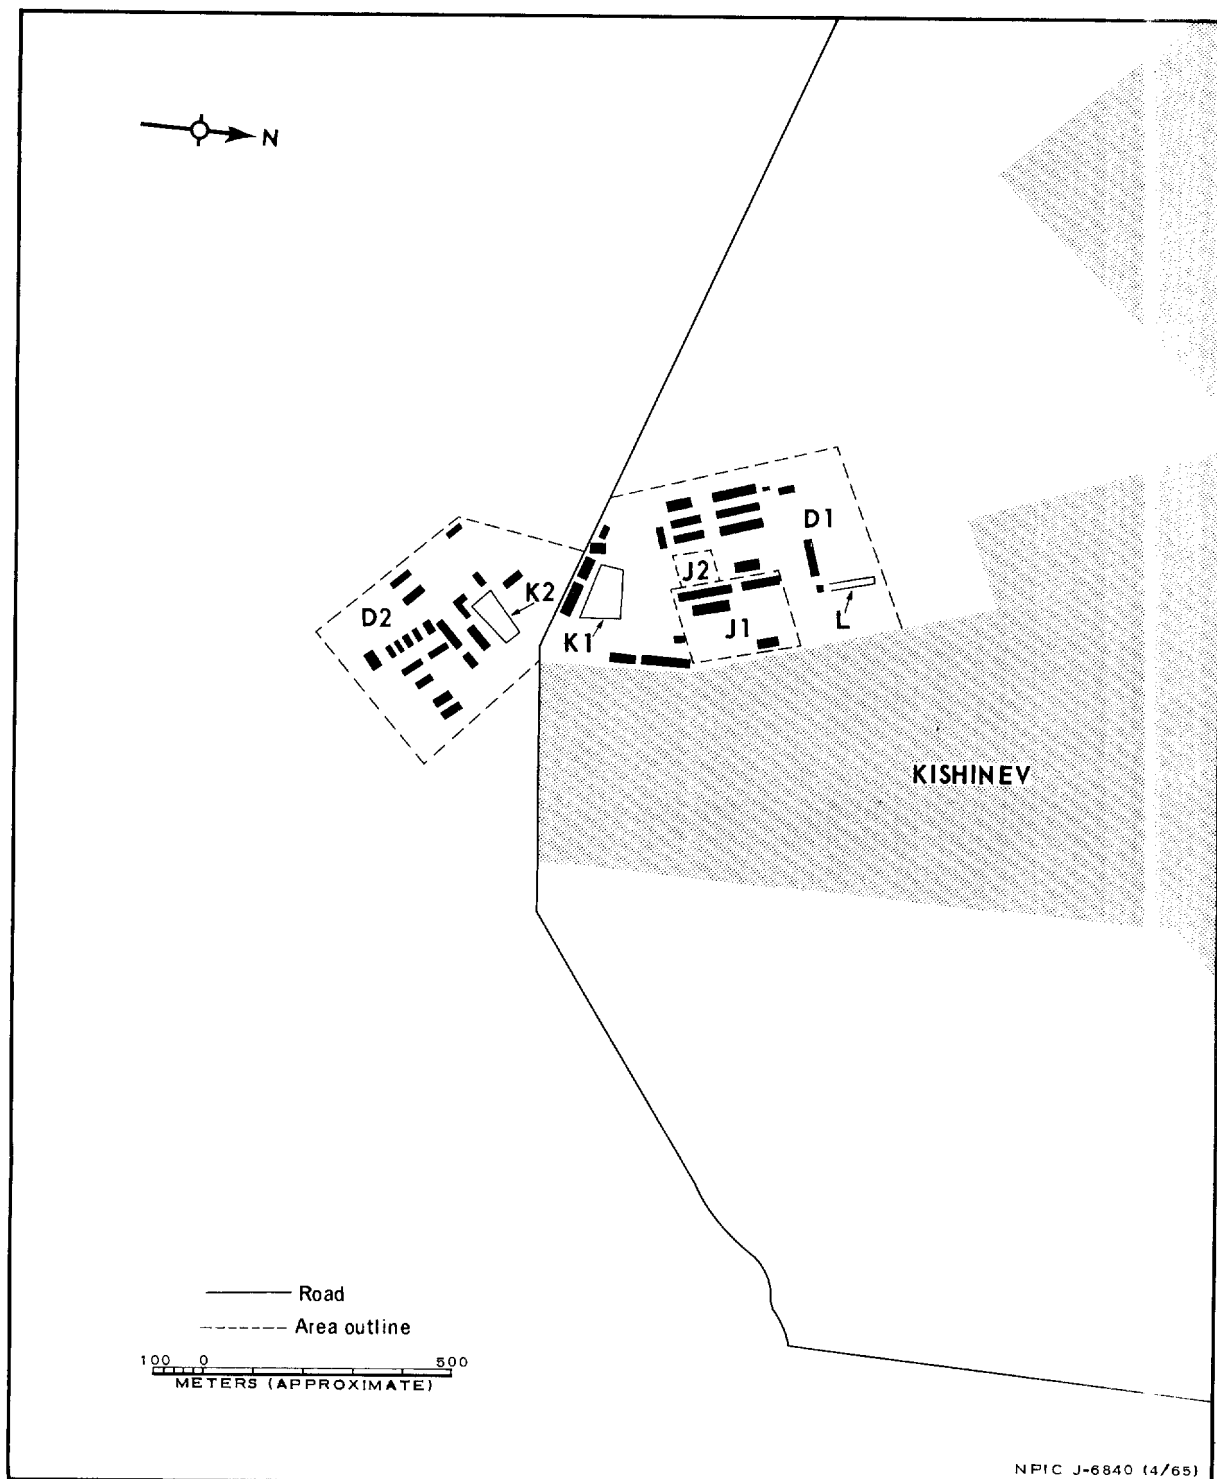 N
D1
J2
K2
D2
L
J1
K1
KISHINEV
Road
Area outline
100 0 500
METERS (APPROXIMATE)
NPIC J-6840 (4/65)